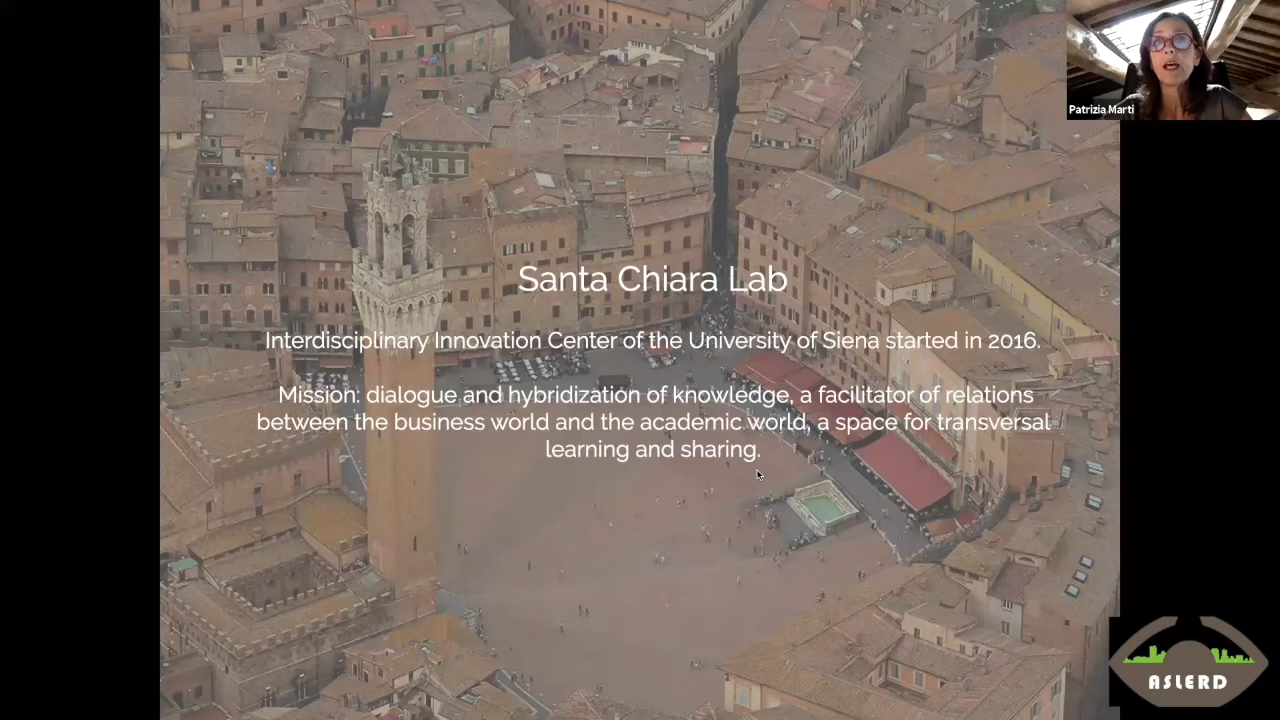 Patrizia Marti
Santa Chiara Lab
Interdisciplinary Innovation Center of the University of Siena started in 2016.
Mission: dialogue and hybridization of knowledge, a facilitator of relations
between the business world and the academic world, a space for transversal
learning and sharing.
ASLERD